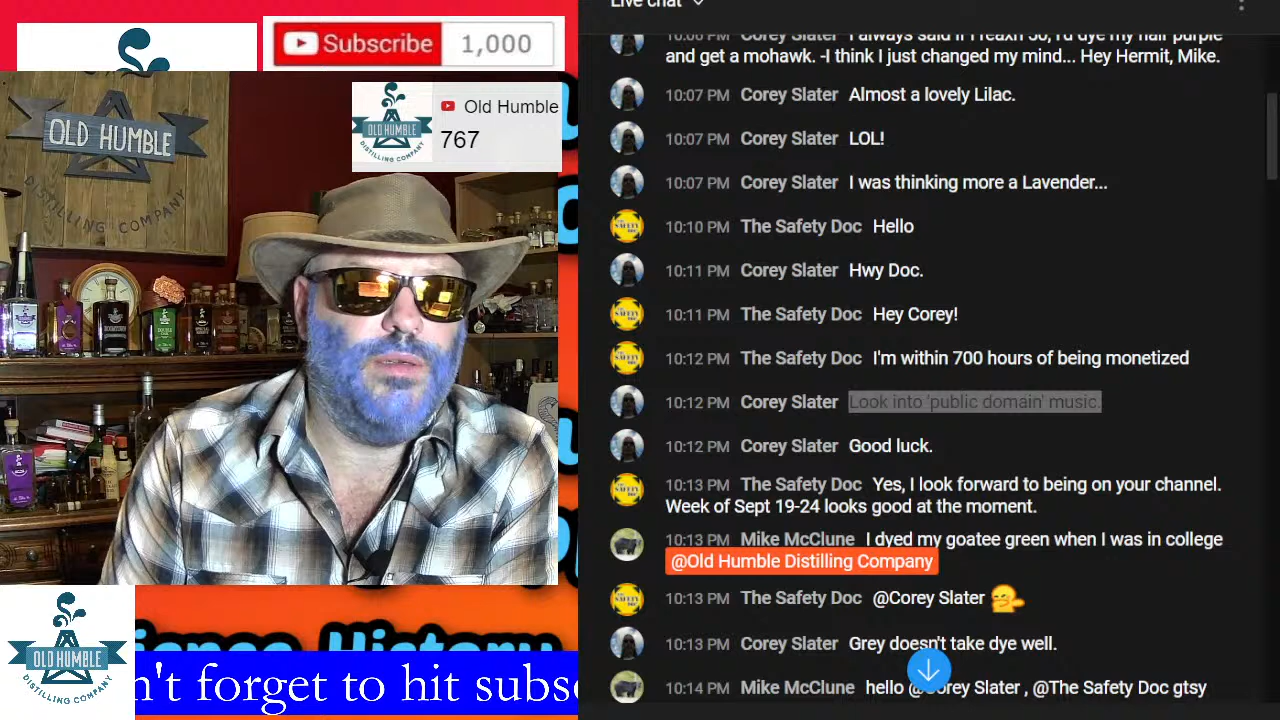 Subscribe 1,000
OLD HUMBLE
DISTILLING COMPANY
Old Humble
767
OLD HUMBLE
DISTILLING COMPANY
OLD HUMBLE
DISTILLING COMPANY
ience History
n't forget to hit subs
Live chat
10:06 PM Corey Slater I always said if I reaxh 50, I'd dye my hair purple
and get a mohawk. -I think I just changed my mind... Hey Hermit, Mike.
10:07 PM Corey Slater Almost a lovely Lilac.
10:07 PM Corey Slater LOL!
10:07 PM Corey Slater I was thinking more a Lavender...
10:10 PM The Safety Doc Hello
10:11 PM Corey Slater Hwy Doc.
10:11 PM The Safety Doc Hey Corey!
10:12 PM The Safety Doc I'm within 700 hours of being monetized
10:12 PM Corey Slater Look into 'public domain' music.
10:12 PM Corey Slater Good luck.
10:13 PM The Safety Doc Yes, I look forward to being on your channel.
Week of Sept 19-24 looks good at the moment.
10:13 PM Mike McClune I dyed my goatee green when I was in college
@Old Humble Distilling Company
10:13 PM The Safety Doc @Corey Slater
10:13 PM Corey Slater Grey doesn't take dye well.
10:14 PM Mike McClune hello @Corey Slater , @The Safety Doc gtsy